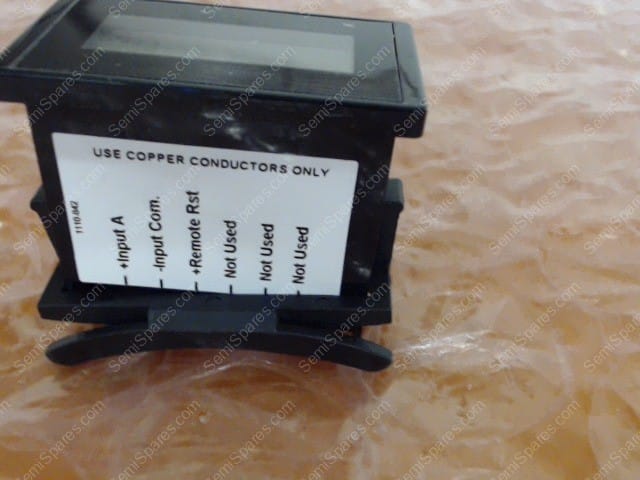 USE COPPER CONDUCTORS ONLY
1110-842
+Input A
-Input Com.
+Remote Rst
Not Used
Not Used
Not Used
SemiSpares.com